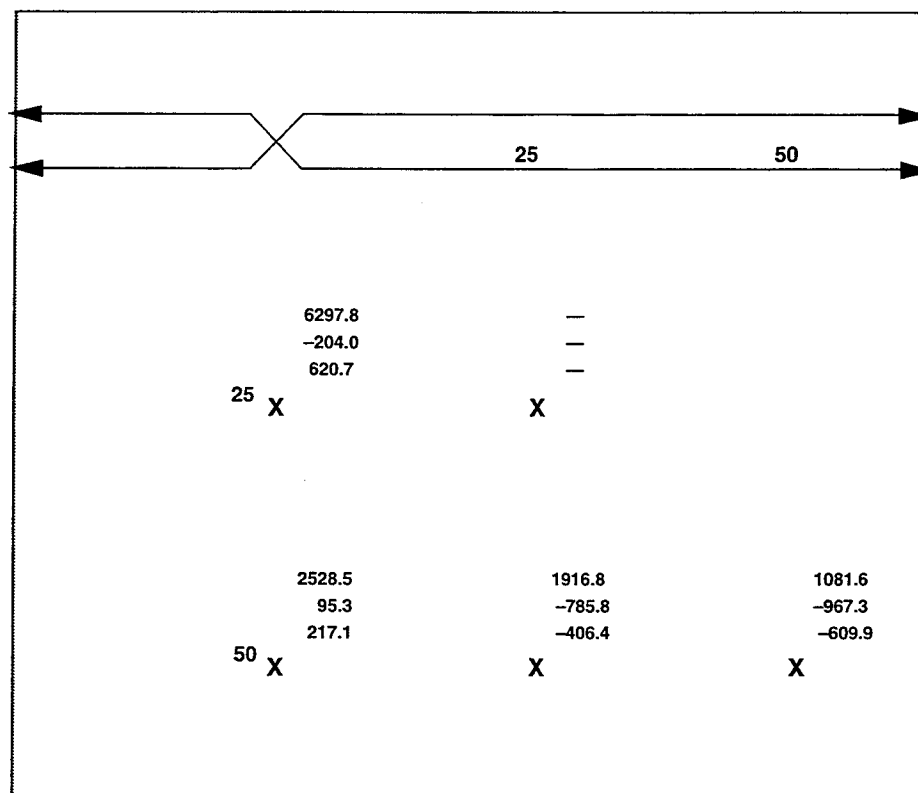 25 50
6297.8 —
–204.0 —
620.7 —
25 X X
2528.5 1916.8 1081.6
95.3 –785.8 –967.3
217.1 –406.4 –609.9
50 X X X